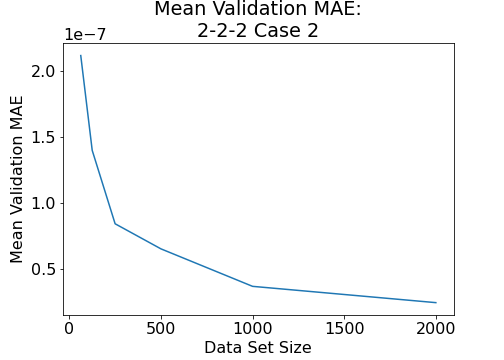 Mean Validation MAE:
2-2-2 Case 2
1e−7
2.0
1.5
1.0
0.5
Mean Validation MAE
0 500 1000 1500 2000
Data Set Size